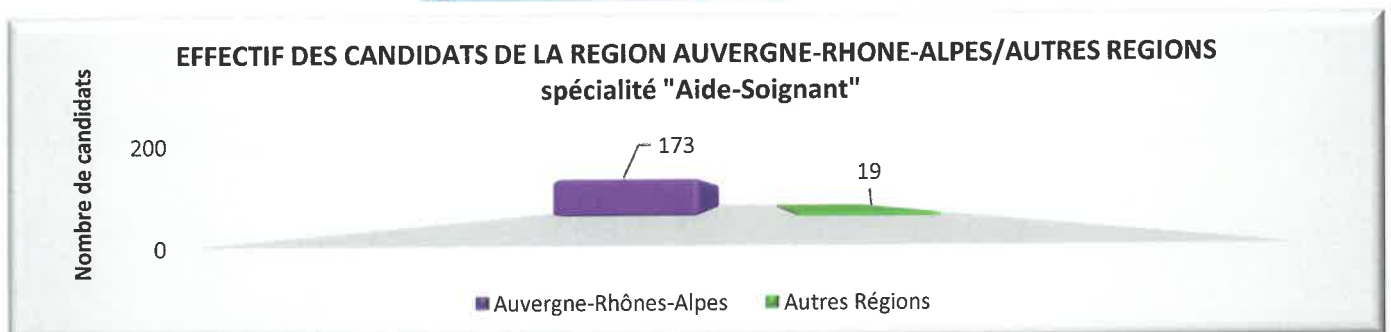 EFFECTIF DES CANDIDATS DE LA REGION AUVERGNE-RHONE-ALPES/AUTRES REGIONS
spécialité "Aide-Soignant"
Nombre de candidats
200
0
173
19
Auvergne-Rhônes-Alpes
Autres Régions